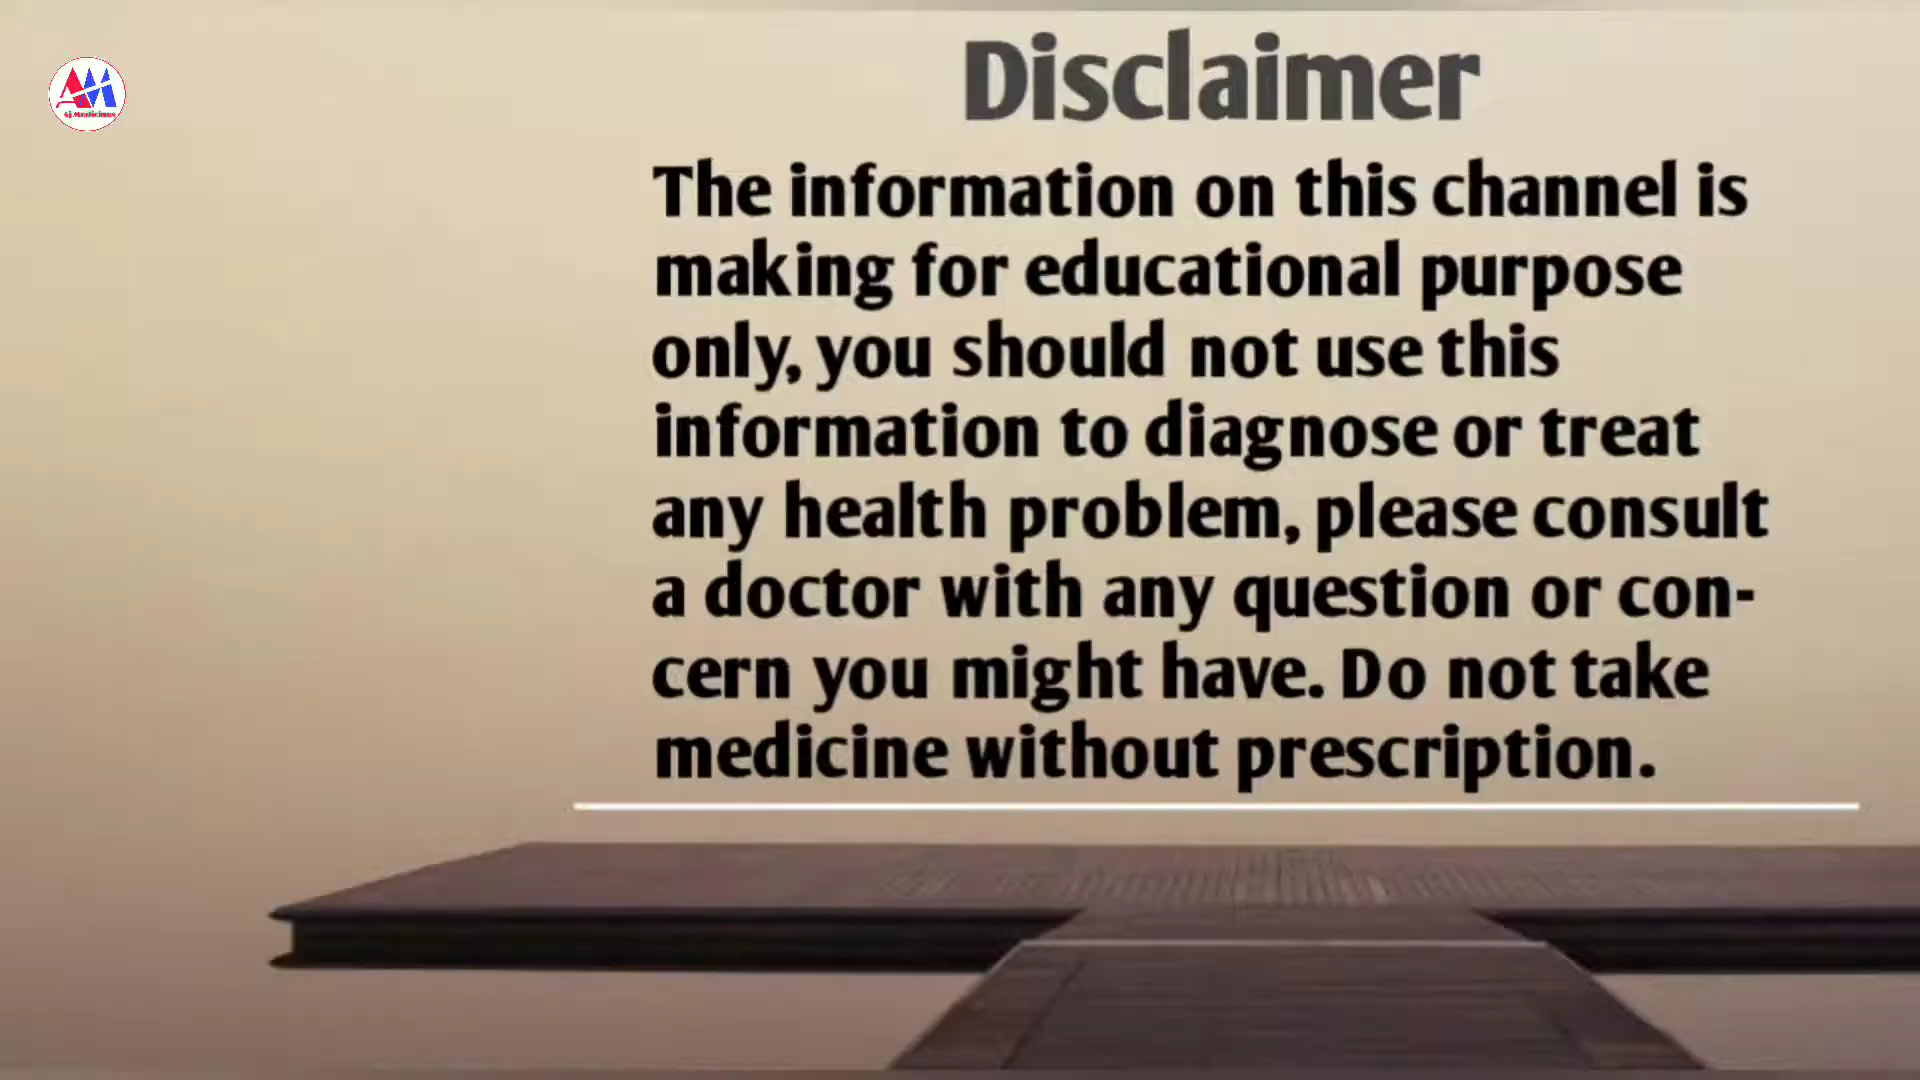 Disclaimer
The information on this channel is
making for educational purpose
only, you should not use this
information to diagnose or treat
any health problem, please consult
a doctor with any question or con-
cern you might have. Do not take
medicine without prescription.
Aj Medicines